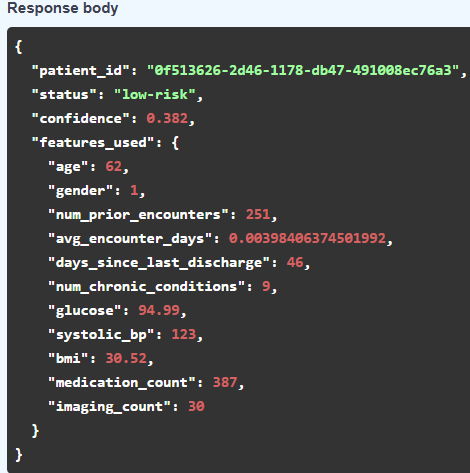 Response body
{
  "patient_id": "0f513626-2d46-1178-db47-491008ec76a3",
  "status": "low-risk",
  "confidence": 0.382,
  "features_used": {
    "age": 62,
    "gender": 1,
    "num_prior_encounters": 251,
    "avg_encounter_days": 0.00398406374501992,
    "days_since_last_discharge": 46,
    "num_chronic_conditions": 9,
    "glucose": 94.99,
    "systolic_bp": 123,
    "bmi": 30.52,
    "medication_count": 387,
    "imaging_count": 30
  }
}